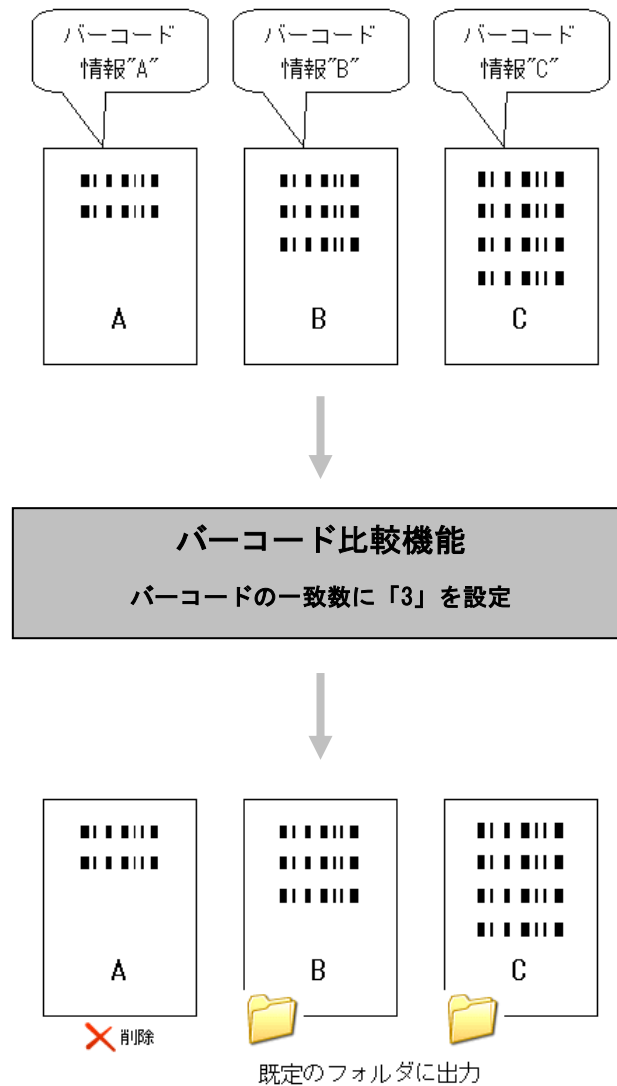 バーコード
情報"A"
バーコード
情報"B"
バーコード
情報"C"
A
B
C
バーコード比較機能
バーコードの一致数に「3」を設定
A
B
C
削除
既定のフォルダに出力